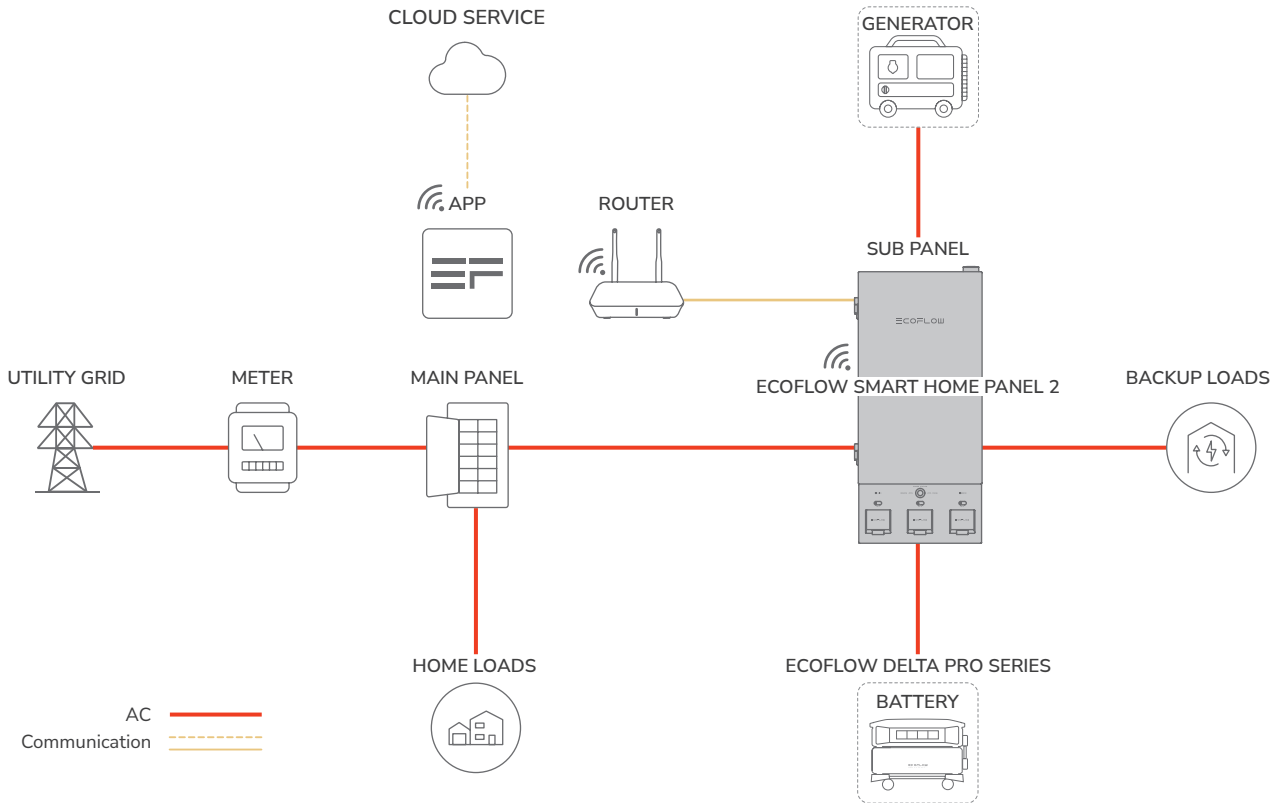 CLOUD SERVICE
GENERATOR
APP
ROUTER
SUB PANEL
ECOFLOW
UTILITY GRID
METER
MAIN PANEL
ECOFLOW SMART HOME PANEL 2
BACKUP LOADS
HOME LOADS
ECOFLOW DELTA PRO SERIES
BATTERY
AC
Communication